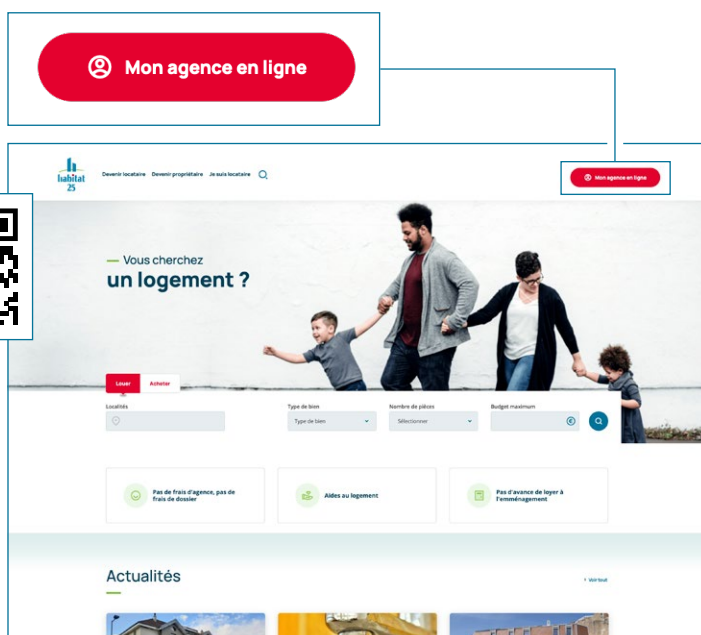 Mon agence en ligne
habitat
25
Devenir locataire Devenir propriétaire Je suis locataire
Mon agence en ligne
Vous cherchez
un logement ?
Louer Acheter
Localités Type de bien Nombre de pièces Budget maximum
Type de bien Sélectionner €
Pas de frais d'agence, pas de
frais de dossier
Aides au logement
Pas d'avance de loyer à
l'emménagement
Actualités
Voir tout